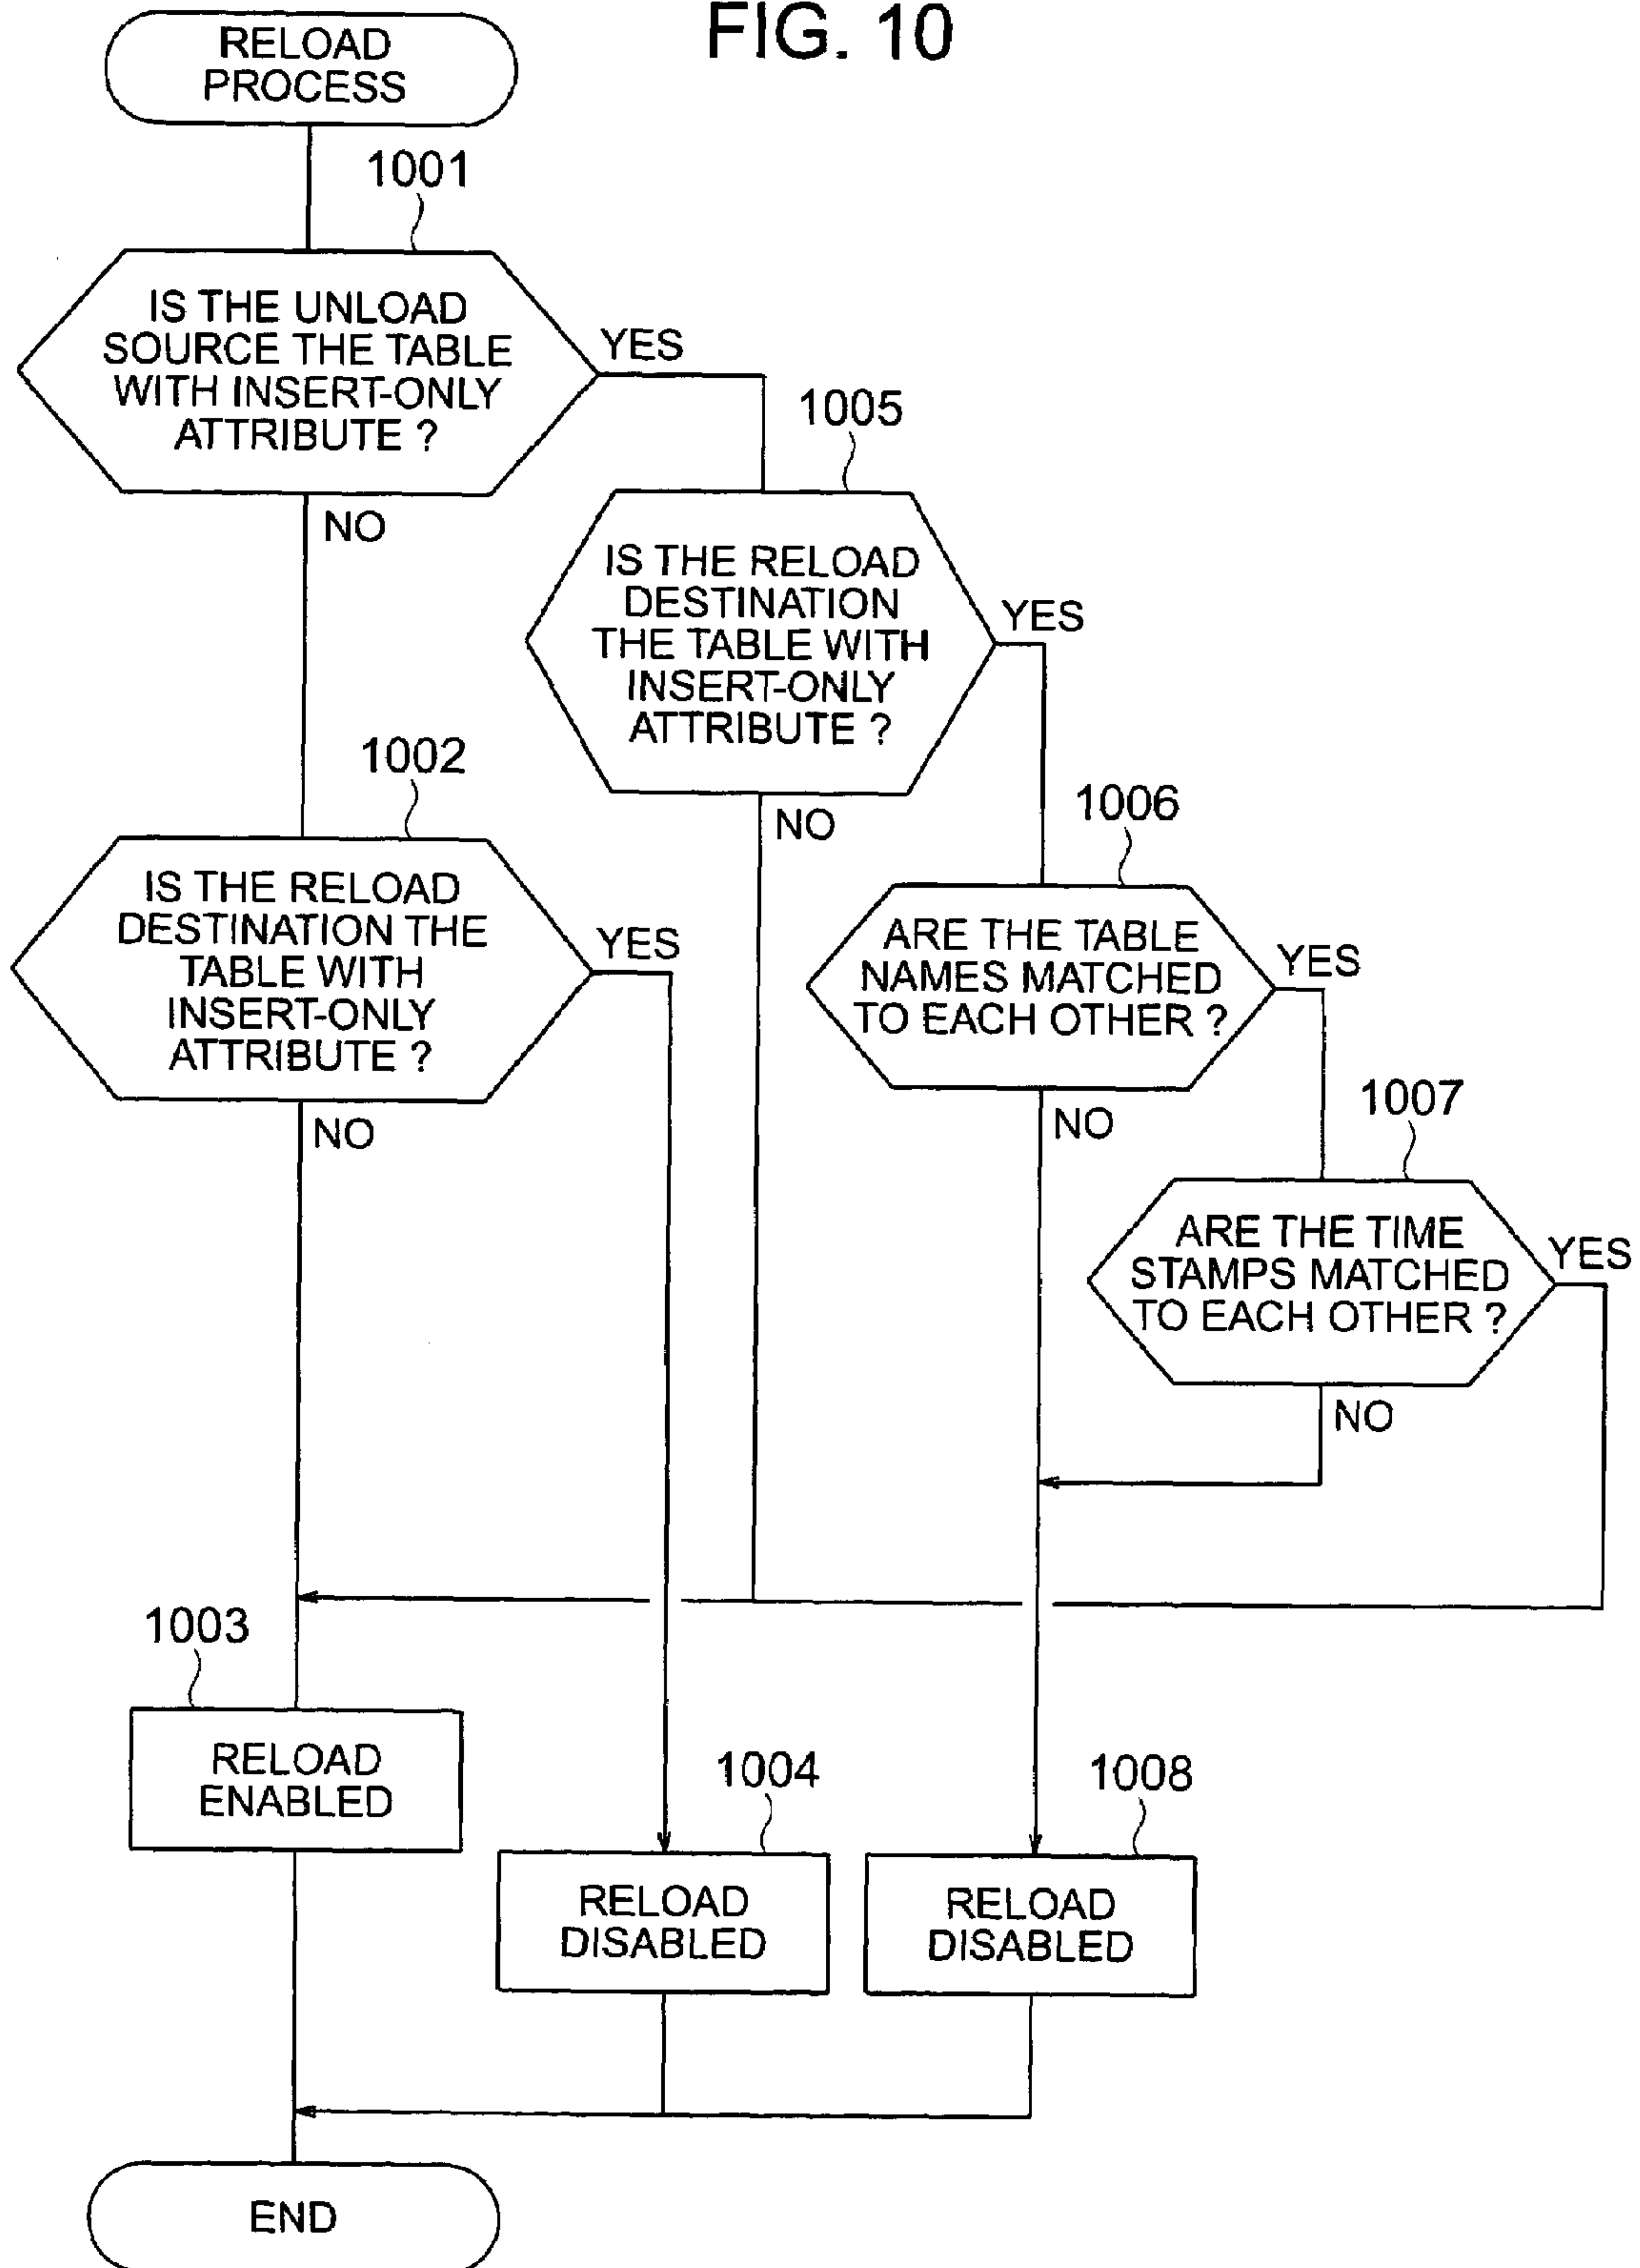 FIG. 10
RELOAD
PROCESS
1001
IS THE UNLOAD
SOURCE THE TABLE
WITH INSERT-ONLY
ATTRIBUTE ?
YES
NO
1005
IS THE RELOAD
DESTINATION
THE TABLE WITH
INSERT-ONLY
ATTRIBUTE ?
YES
NO
1002
IS THE RELOAD
DESTINATION THE
TABLE WITH
INSERT-ONLY
ATTRIBUTE ?
YES
NO
1006
ARE THE TABLE
NAMES MATCHED
TO EACH OTHER ?
YES
NO
1007
ARE THE TIME
STAMPS MATCHED
TO EACH OTHER ?
YES
NO
1003
RELOAD
ENABLED
1004
RELOAD
DISABLED
1008
RELOAD
DISABLED
END